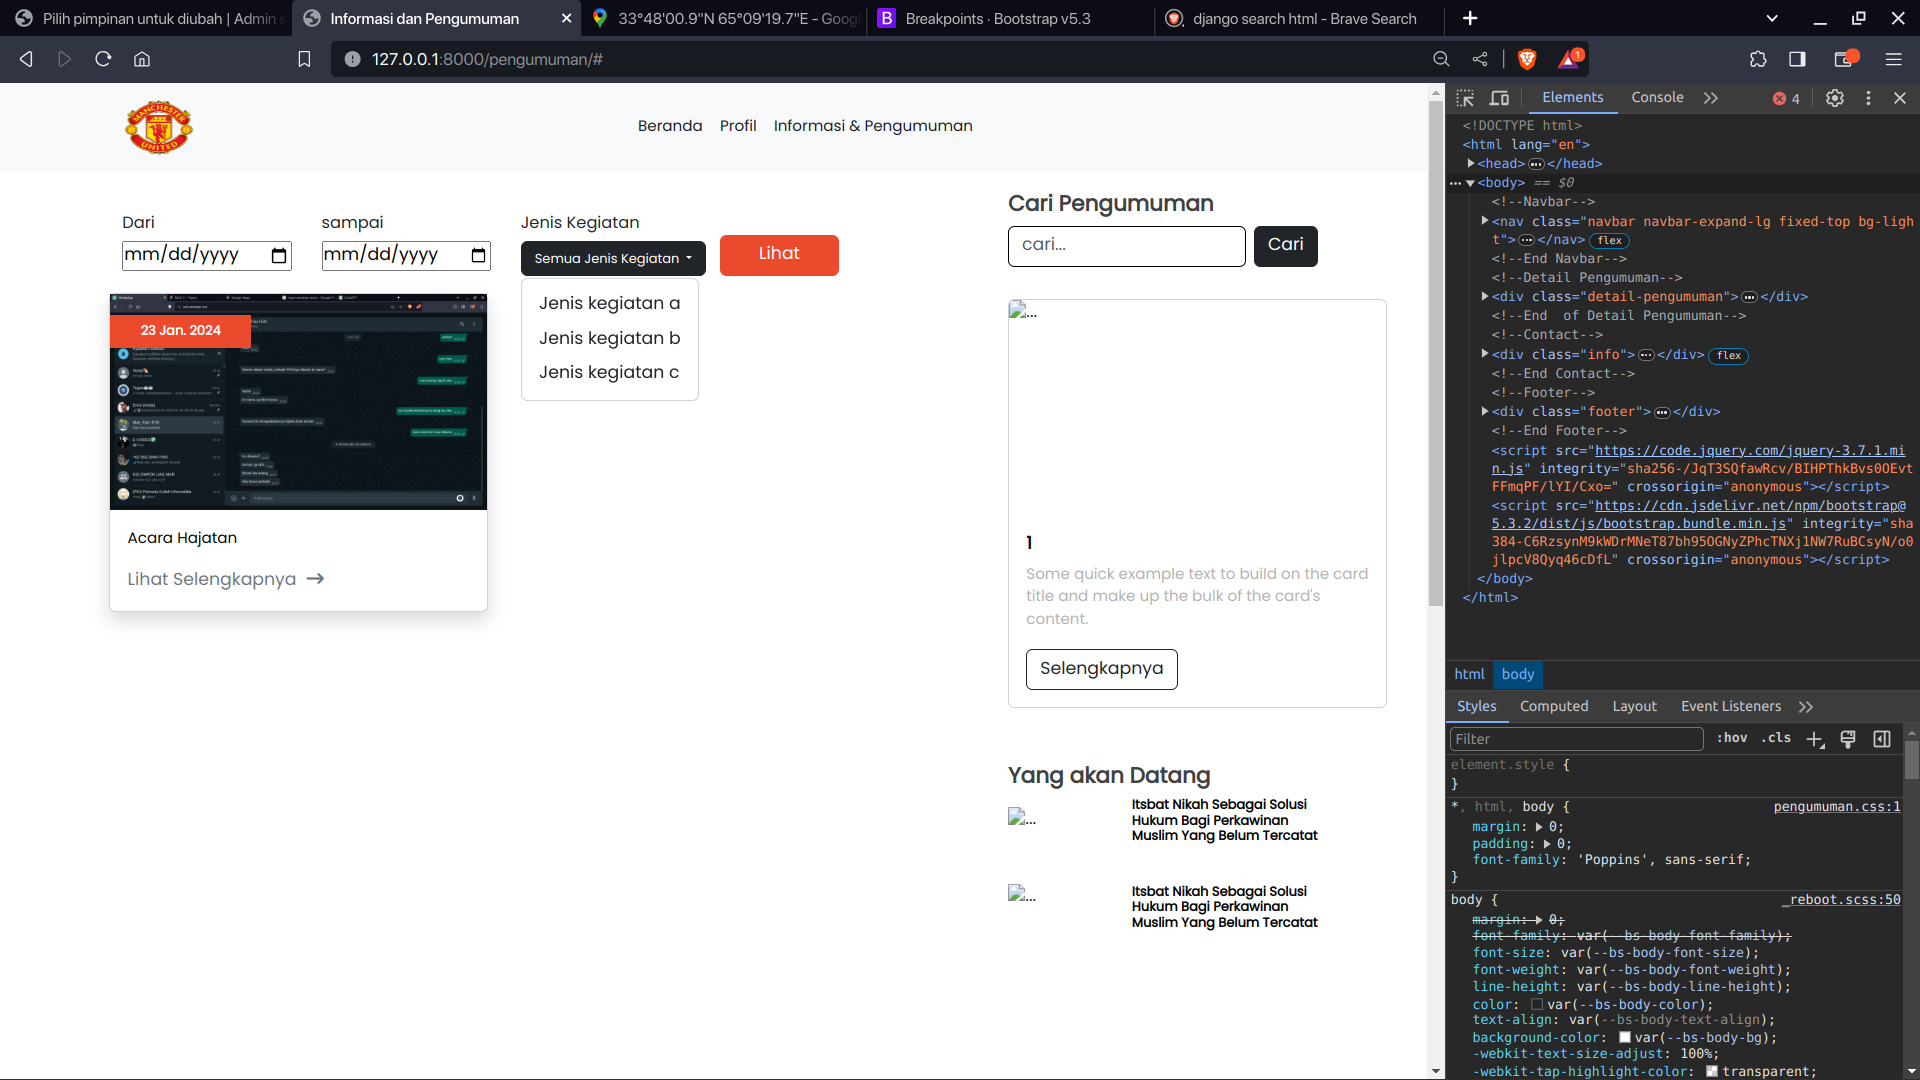 Pilih pimpinan untuk diubah | Admin s
Informasi dan Pengumuman
33°48'00.9"N 65°09'19.7"E - Goog
Breakpoints · Bootstrap v5.3
django search html - Brave Search
127.0.0.1:8000/pengumuman/#
1
MANCHESTER
UNITED
Beranda Profil Informasi & Pengumuman
Dari
sampai
Jenis Kegiatan
mm/dd/yyyy
mm/dd/yyyy
Semua Jenis Kegiatan
Lihat
Jenis kegiatan a
Jenis kegiatan b
Jenis kegiatan c
23 Jan. 2024
Acara Hajatan
Lihat Selengkapnya →
Cari Pengumuman
cari...
Cari
...
1
Some quick example text to build on the card
title and make up the bulk of the card's
content.
Selengkapnya
Yang akan Datang
...
Itsbat Nikah Sebagai Solusi
Hukum Bagi Perkawinan
Muslim Yang Belum Tercatat
...
Itsbat Nikah Sebagai Solusi
Hukum Bagi Perkawinan
Muslim Yang Belum Tercatat
Elements Console 4
<!DOCTYPE html>
<html lang="en">
<head>…</head>
<body> == $0
<!--Navbar-->
<nav class="navbar navbar-expand-lg fixed-top bg-ligh
t">…</nav> flex
<!--End Navbar-->
<!--Detail Pengumuman-->
<div class="detail-pengumuman">…</div>
<!--End  of Detail Pengumuman-->
<!--Contact-->
<div class="info">…</div> flex
<!--End Contact-->
<!--Footer-->
<div class="footer">…</div>
<!--End Footer-->
<script src="https://code.jquery.com/jquery-3.7.1.mi
n.js" integrity="sha256-/JqT3SQfawRcv/BIHPThkBvs0OEvt
FFmqPF/lYI/Cxo=" crossorigin="anonymous"></script>
<script src="https://cdn.jsdelivr.net/npm/bootstrap@
5.3.2/dist/js/bootstrap.bundle.min.js" integrity="sha
384-C6RzsynM9kWDrMNeT87bh95OGNyZPhcTNXj1NW7RuBCsyN/o0
jlpcV8Qyq46cDfL" crossorigin="anonymous"></script>
</body>
</html>
html body
Styles Computed Layout Event Listeners
Filter
:hov .cls
element.style {
}
*, html, body {
pengumuman.css:1
margin: 0;
padding: 0;
font-family: 'Poppins', sans-serif;
}
body {
_reboot.scss:50
margin: 0;
font-family: var(--bs-body-font-family);
font-size: var(--bs-body-font-size);
font-weight: var(--bs-body-font-weight);
line-height: var(--bs-body-line-height);
color: var(--bs-body-color);
text-align: var(--bs-body-text-align);
background-color: var(--bs-body-bg);
-webkit-text-size-adjust: 100%;
-webkit-tap-highlight-color: transparent;